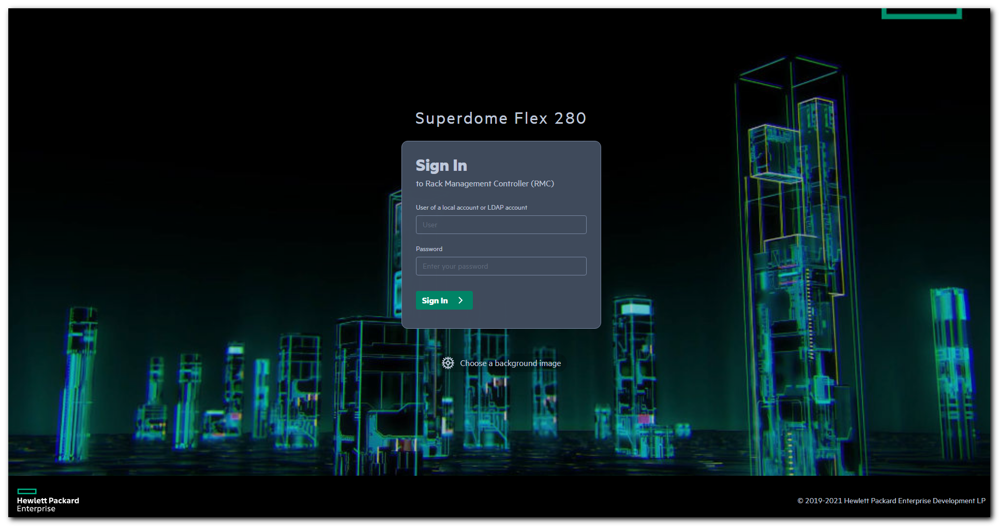 Superdome Flex 280
Sign In
to Rack Management Controller (RMC)
User of a local account or LDAP account
User
Password
Enter your password
Sign In
Choose a background image
Hewlett Packard
Enterprise
© 2019-2021 Hewlett Packard Enterprise Development LP